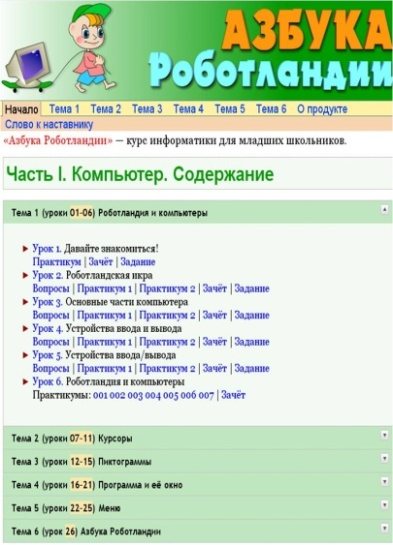 АЗБУКА
Роботландии
Начало Тема 1 Тема 2 Тема 3 Тема 4 Тема 5 Тема 6 О продукте
Слово к наставнику
«Азбука Роботландии» — курс информатики для младших школьников.
Часть I. Компьютер. Содержание
Тема 1 (уроки 01-06) Роботландия и компьютеры
Урок 1. Давайте знакомиться!
Практикум | Зачёт | Задание
Урок 2. Роботландская икра
Вопросы | Практикум 1 | Практикум 2 | Зачёт | Задание
Урок 3. Основные части компьютера
Вопросы | Практикум 1 | Практикум 2 | Зачёт | Задание
Урок 4. Устройства ввода и вывода
Вопросы | Практикум 1 | Практикум 2 | Зачёт | Задание
Урок 5. Устройства ввода/вывода
Вопросы | Практикум 1 | Практикум 2 | Зачёт | Задание
Урок 6. Роботландия и компьютеры
Практикумы: 001 002 003 004 005 006 007 | Зачёт
Тема 2 (уроки 07-11) Курсоры
Тема 3 (уроки 12-15) Пиктограммы
Тема 4 (уроки 16-21) Программа и её окно
Тема 5 (уроки 22-25) Меню
Тема 6 (урок 26) Азбука Роботландии